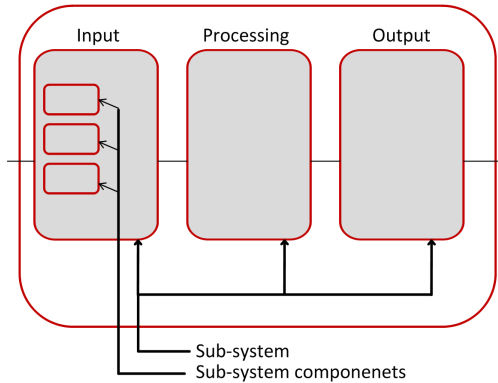 Input
Processing
Output
Sub-system
Sub-system componenets